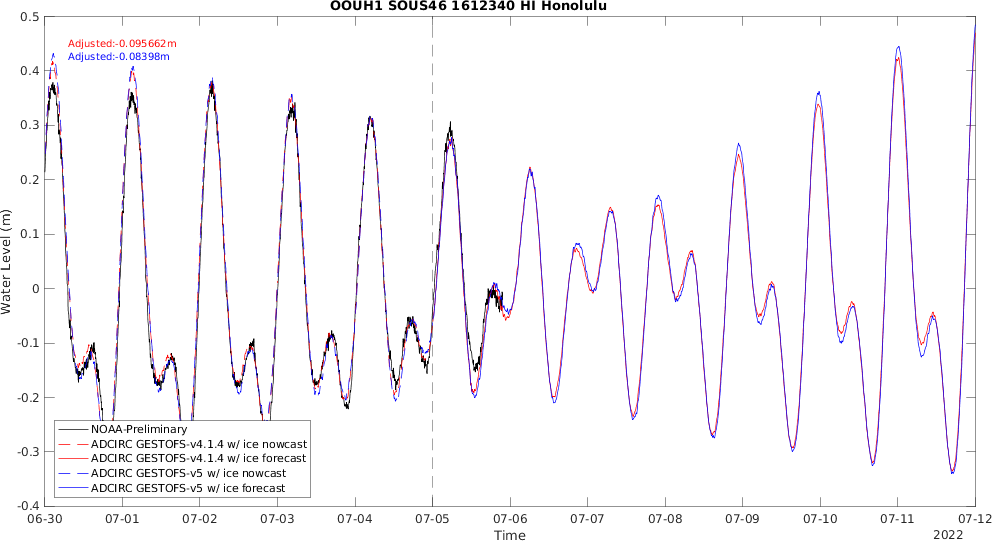 OOUH1 SOUS46 1612340 HI Honolulu
Adjusted:-0.095662m
Adjusted:-0.08398m
0.5
0.4
0.3
0.2
0.1
0
-0.1
-0.2
-0.3
-0.4
Water Level (m)
NOAA-Preliminary
ADCIRC GESTOFS-v4.1.4 w/ ice nowcast
ADCIRC GESTOFS-v4.1.4 w/ ice forecast
ADCIRC GESTOFS-v5 w/ ice nowcast
ADCIRC GESTOFS-v5 w/ ice forecast
06-30 07-01 07-02 07-03 07-04 07-05 07-06 07-07 07-08 07-09 07-10 07-11 07-12
Time
2022